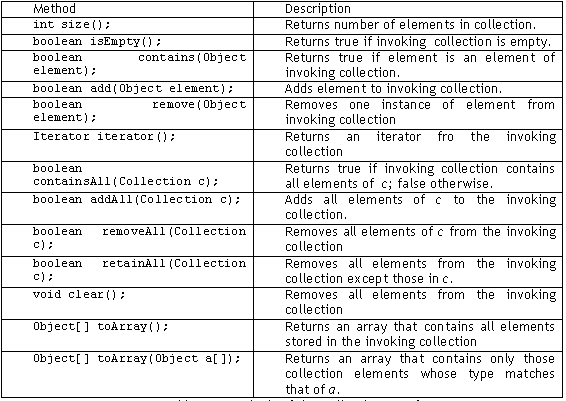 Method Description
int size(); Returns number of elements in collection.
boolean isEmpty(); Returns true if invoking collection is empty.
boolean contains(Object Returns true if element is an element of
element); invoking collection.
boolean add(Object element); Adds element to invoking collection.
boolean remove(Object Removes one instance of element from
element); invoking collection
Iterator iterator(); Returns an iterator fro the invoking
collection
boolean Returns true if invoking collection contains
containsAll(Collection c); all elements of c; false otherwise.
boolean addAll(Collection c); Adds all elements of c to the invoking
collection.
boolean removeAll(Collection Removes all elements of c from the invoking
c); collection
boolean retainAll(Collection Removes all elements from the invoking
c); collection except those in c.
void clear(); Removes all elements from the invoking
collection
Object[] toArray(); Returns an array that contains all elements
stored in the invoking collection
Object[] toArray(Object a[]); Returns an array that contains only those
collection elements whose type matches
that of a.